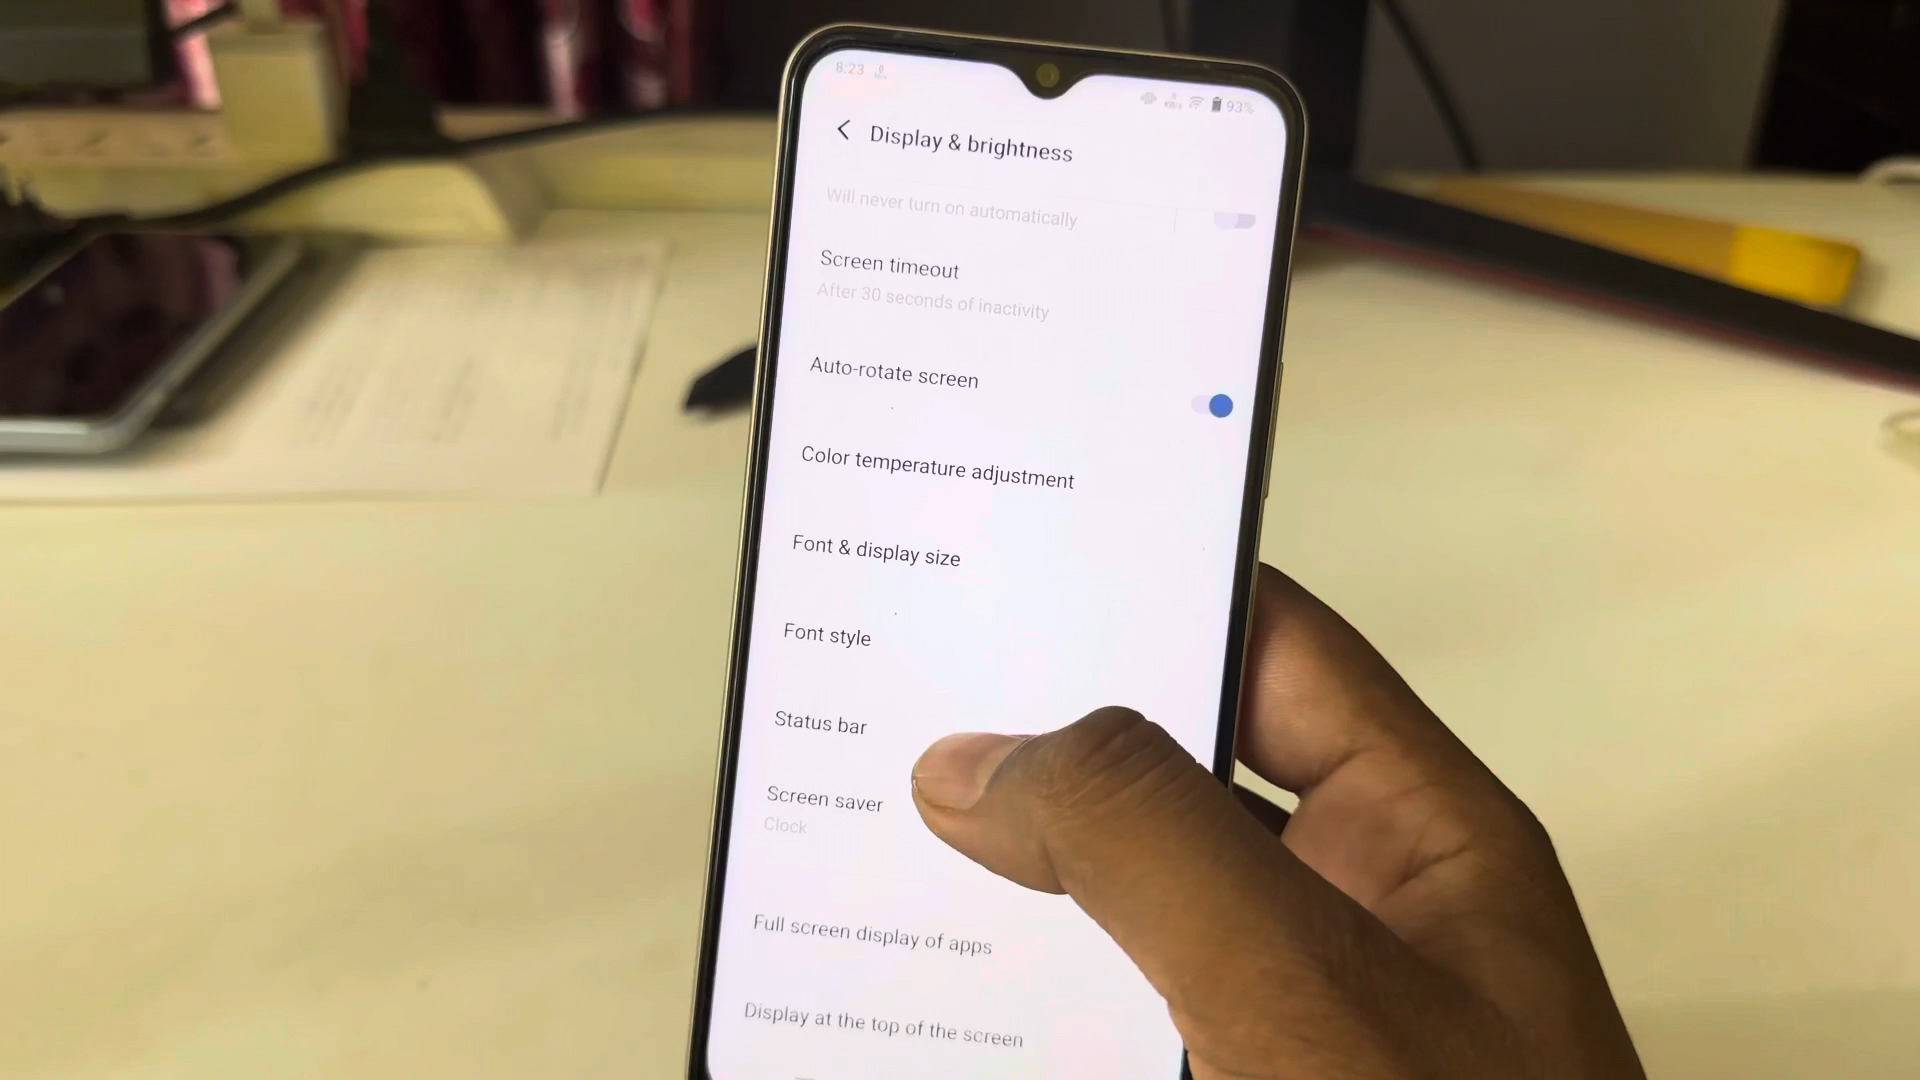 8:23
93%
Display & brightness
Will never turn on automatically
Screen timeout
After 30 seconds of inactivity
Auto-rotate screen
Color temperature adjustment
Font & display size
Font style
Status bar
Screen saver
Clock
Full screen display of apps
Display at the top of the screen